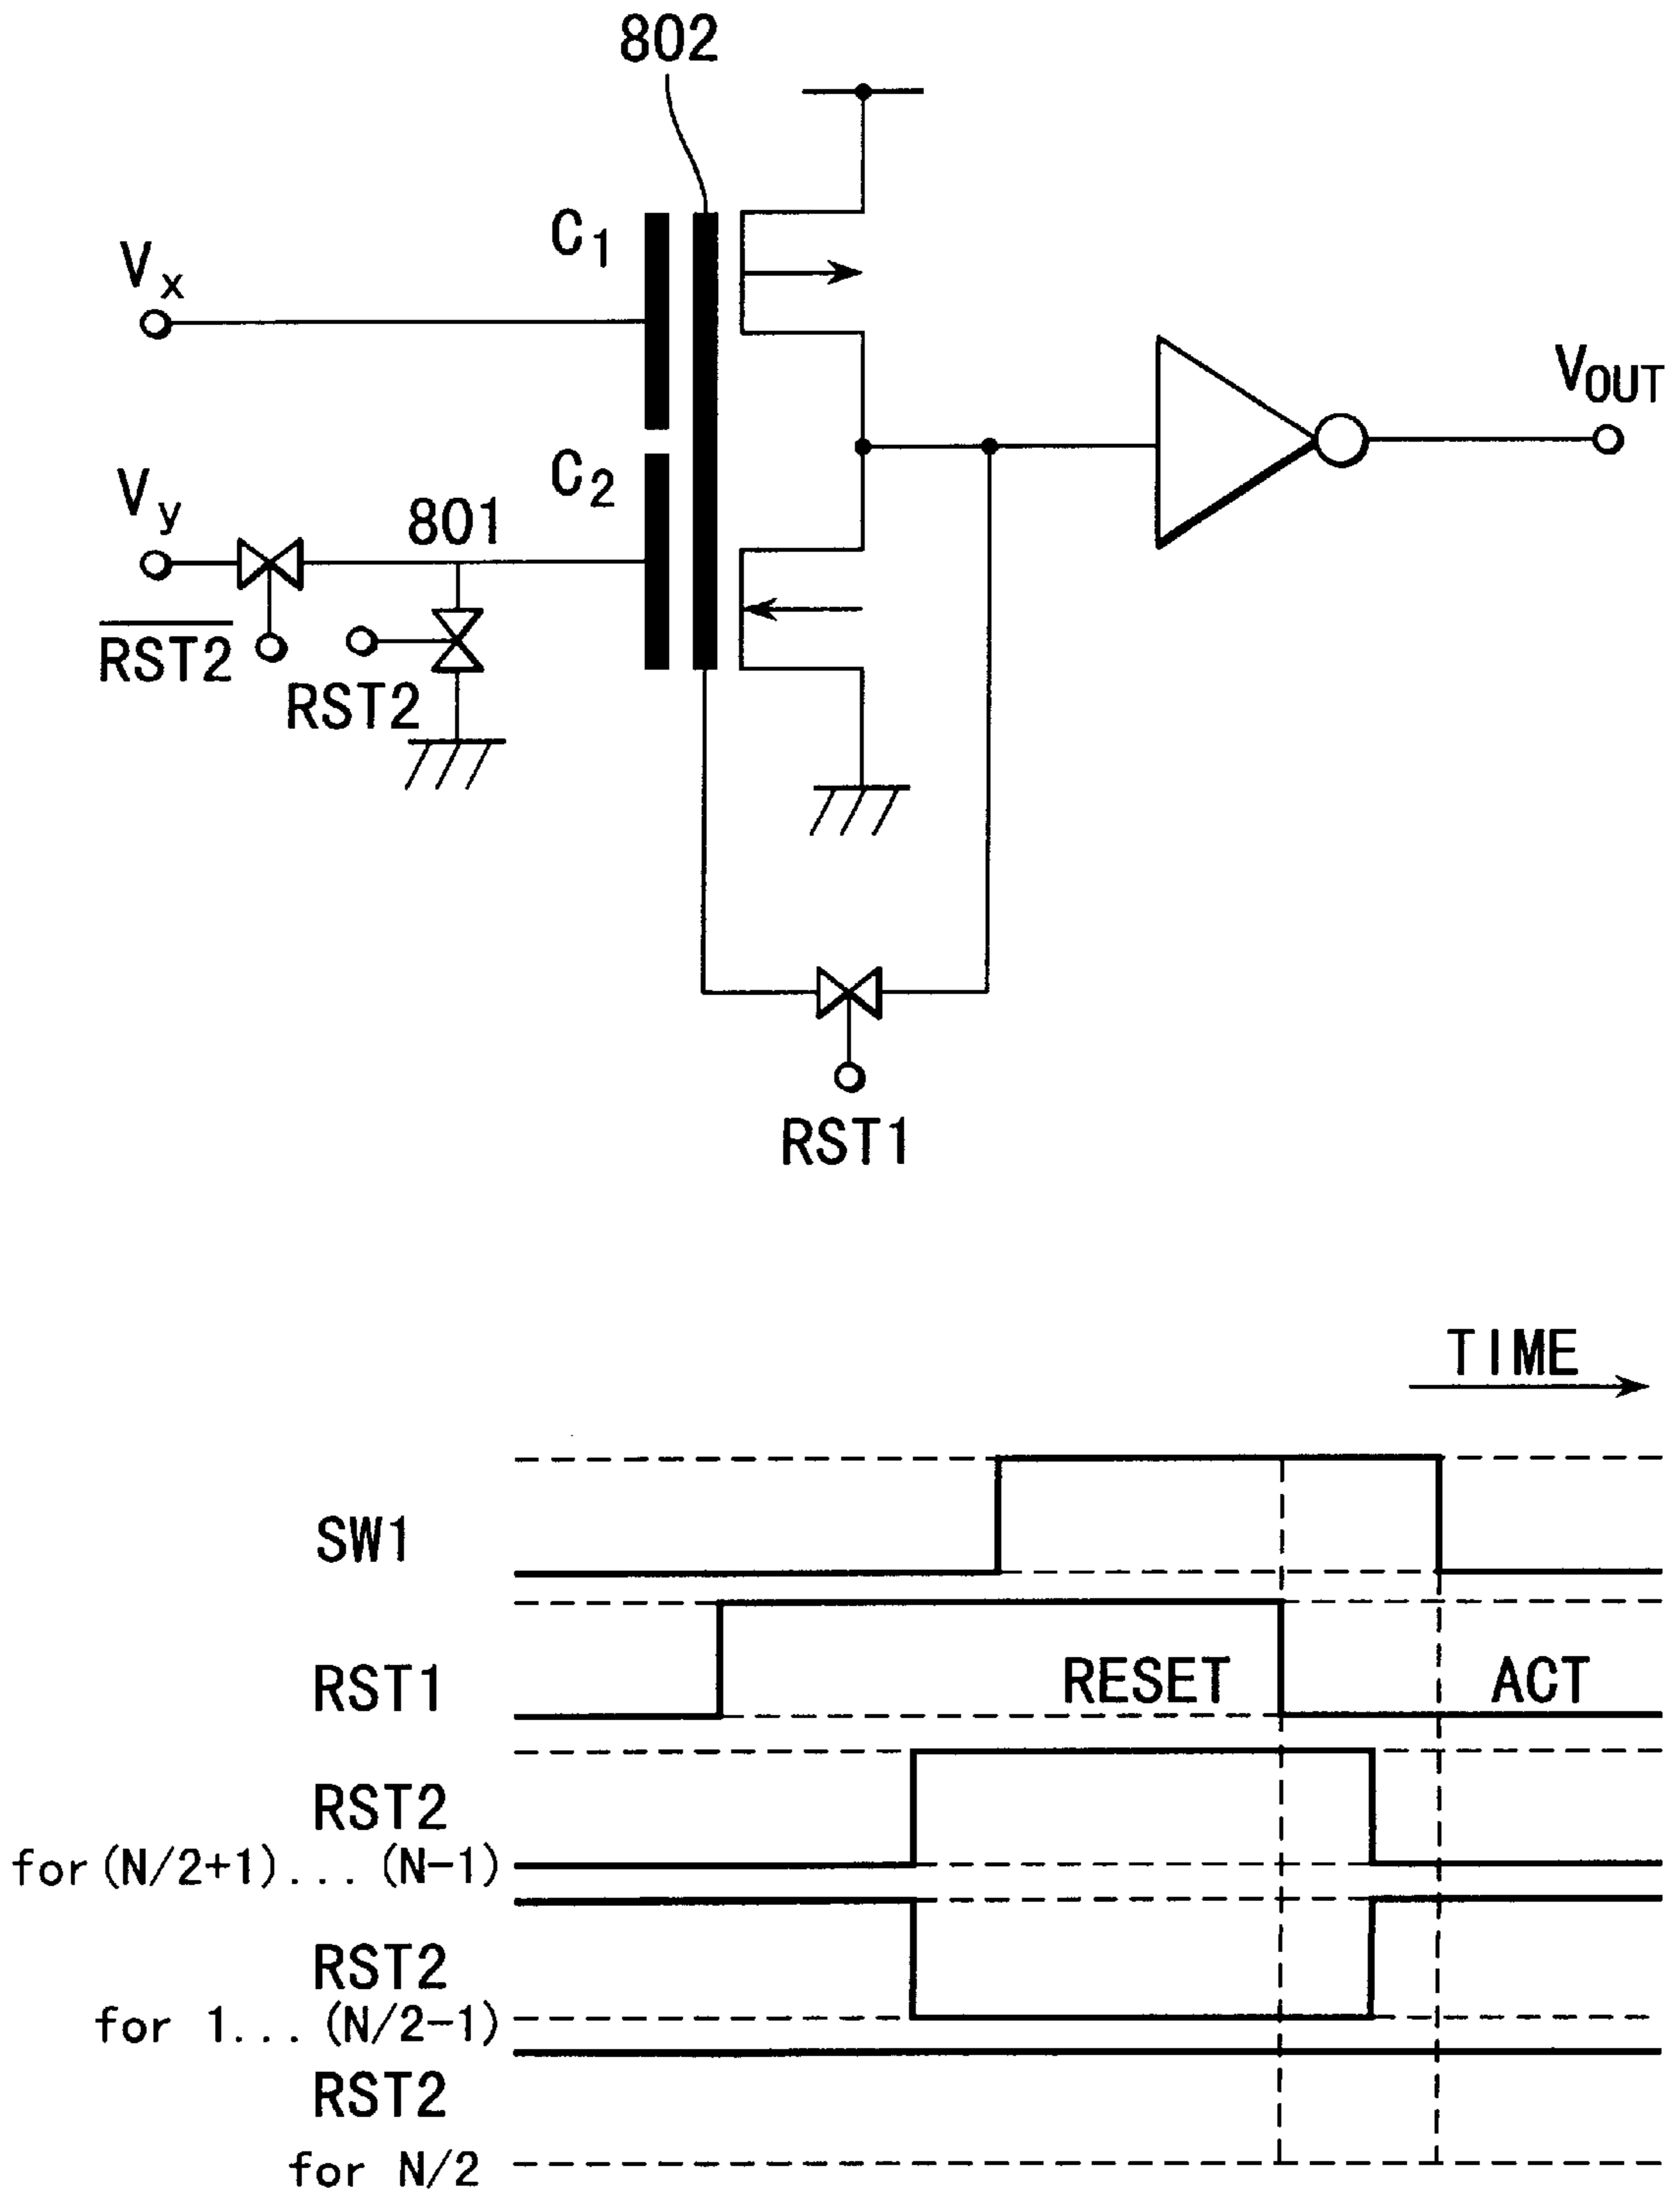 802
C1
Vx
VOUT
C2
Vy
801
RST2
RST2
RST1
TIME
SW1
RST1
RESET
ACT
RST2
for(N/2+1)...(N-1)
RST2
for 1...(N/2-1)
RST2
for N/2